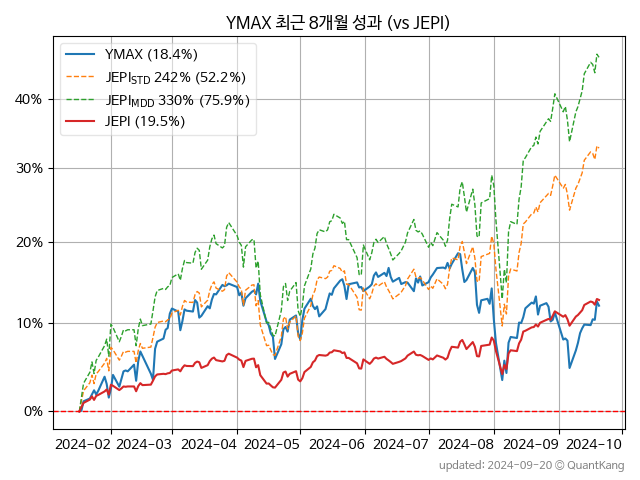 YMAX 최근 8개월 성과 (vs JEPI)
YMAX (18.4%)
JEPI_STD 242% (52.2%)
JEPI_MDD 330% (75.9%)
JEPI (19.5%)
40%
30%
20%
10%
0%
2024-02 2024-03 2024-04 2024-05 2024-06 2024-07 2024-08 2024-09 2024-10
updated: 2024-09-20 © QuantKang